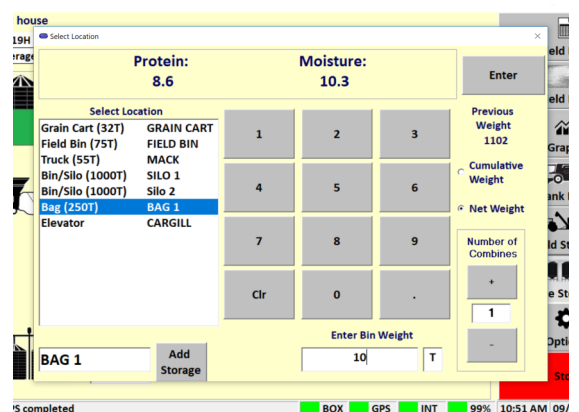 house
19H
Select Location
Protein:
8.6
Moisture:
10.3
Enter
Select Location
Grain Cart (32T) GRAIN CART
Field Bin (75T) FIELD BIN
Truck (55T) MACK
Bin/Silo (1000T) SILO 1
Bin/Silo (1000T) Silo 2
Bag (250T) BAG 1
Elevator CARGILL
1 2 3
4 5 6
7 8 9
Clr 0 .
Previous
Weight
1102
Cumulative
Weight
Net Weight
Number of
Combines
+
1
-
Enter Bin Weight
10 T
BAG 1
Add
Storage
BOX GPS INT 99% 10:51 AM 09/
completed